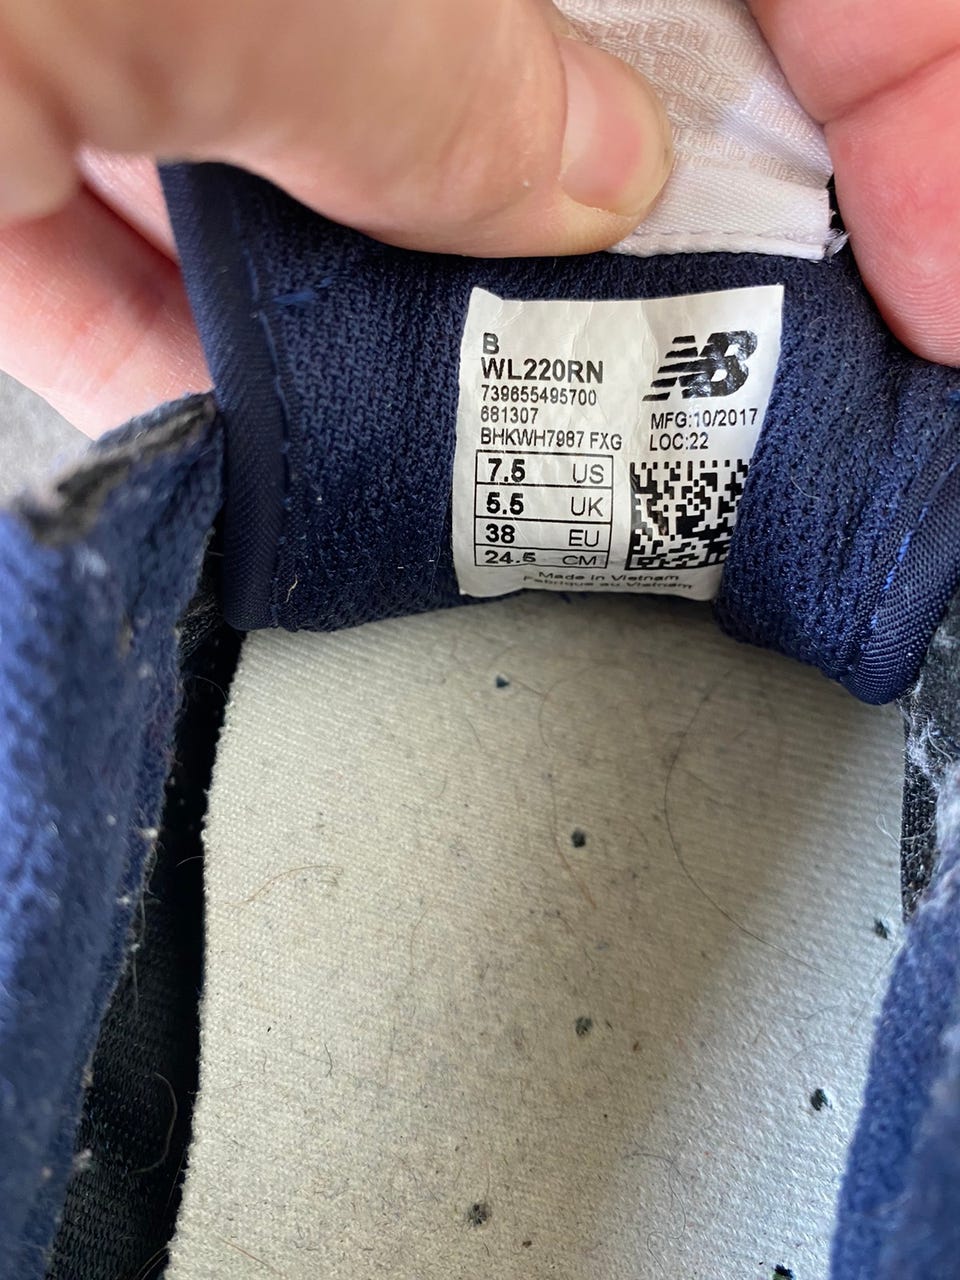 B
WL220RN
739655495700
681307
BHKWH7987 FXG
NB
MFG:10/2017
LOC:22
7.5 US
5.5 UK
38 EU
24.5 CM
Made in Vietnam
Fabriqué au Vietnam